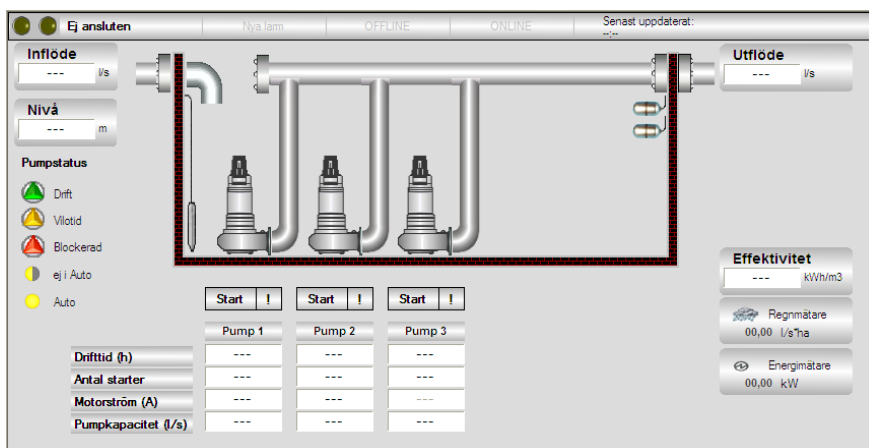 Ej ansluten Nya larm OFFLINE ONLINE Senast uppdaterat:
--:--
Inflöde
--- l/s
Nivå
--- m
Utflöde
--- l/s
Pumpstatus
Drift
Vilotid
Blockerad
ej i Auto
Auto
Effektivitet
--- kWh/m3
Regnmätare
00,00 l/s*ha
Energimätare
00,00 kW
Start ! Start ! Start !
Pump 1 Pump 2 Pump 3
Drifttid (h) --- --- ---
Antal starter --- --- ---
Motorström (A) --- --- ---
Pumpkapacitet (l/s) --- --- ---